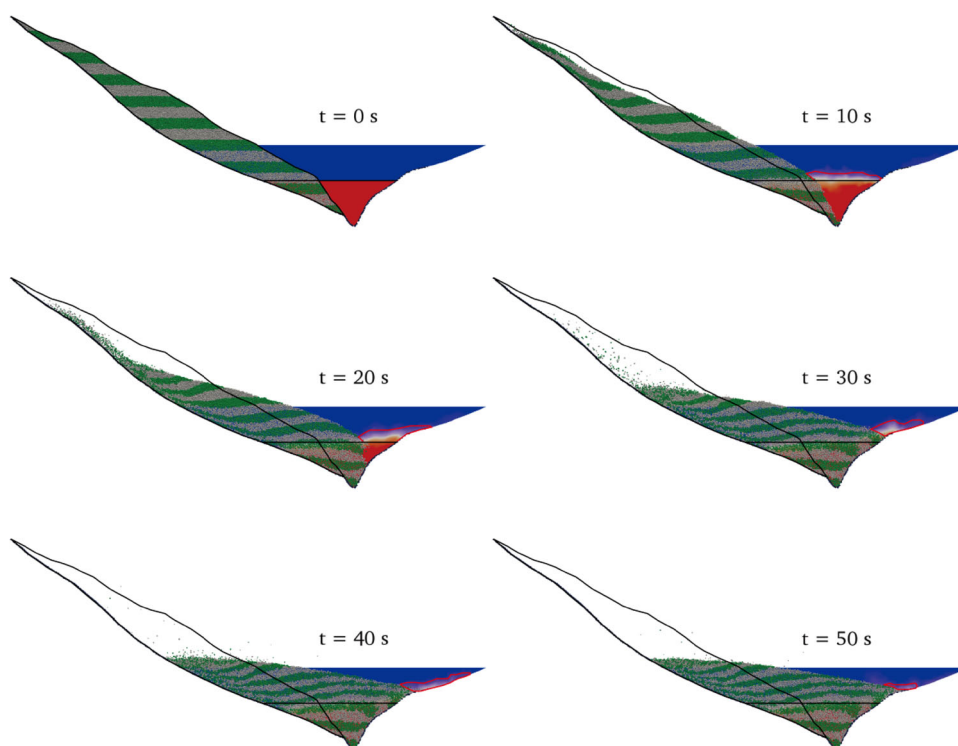 t = 0 s
t = 10 s
t = 20 s
t = 30 s
t = 40 s
t = 50 s